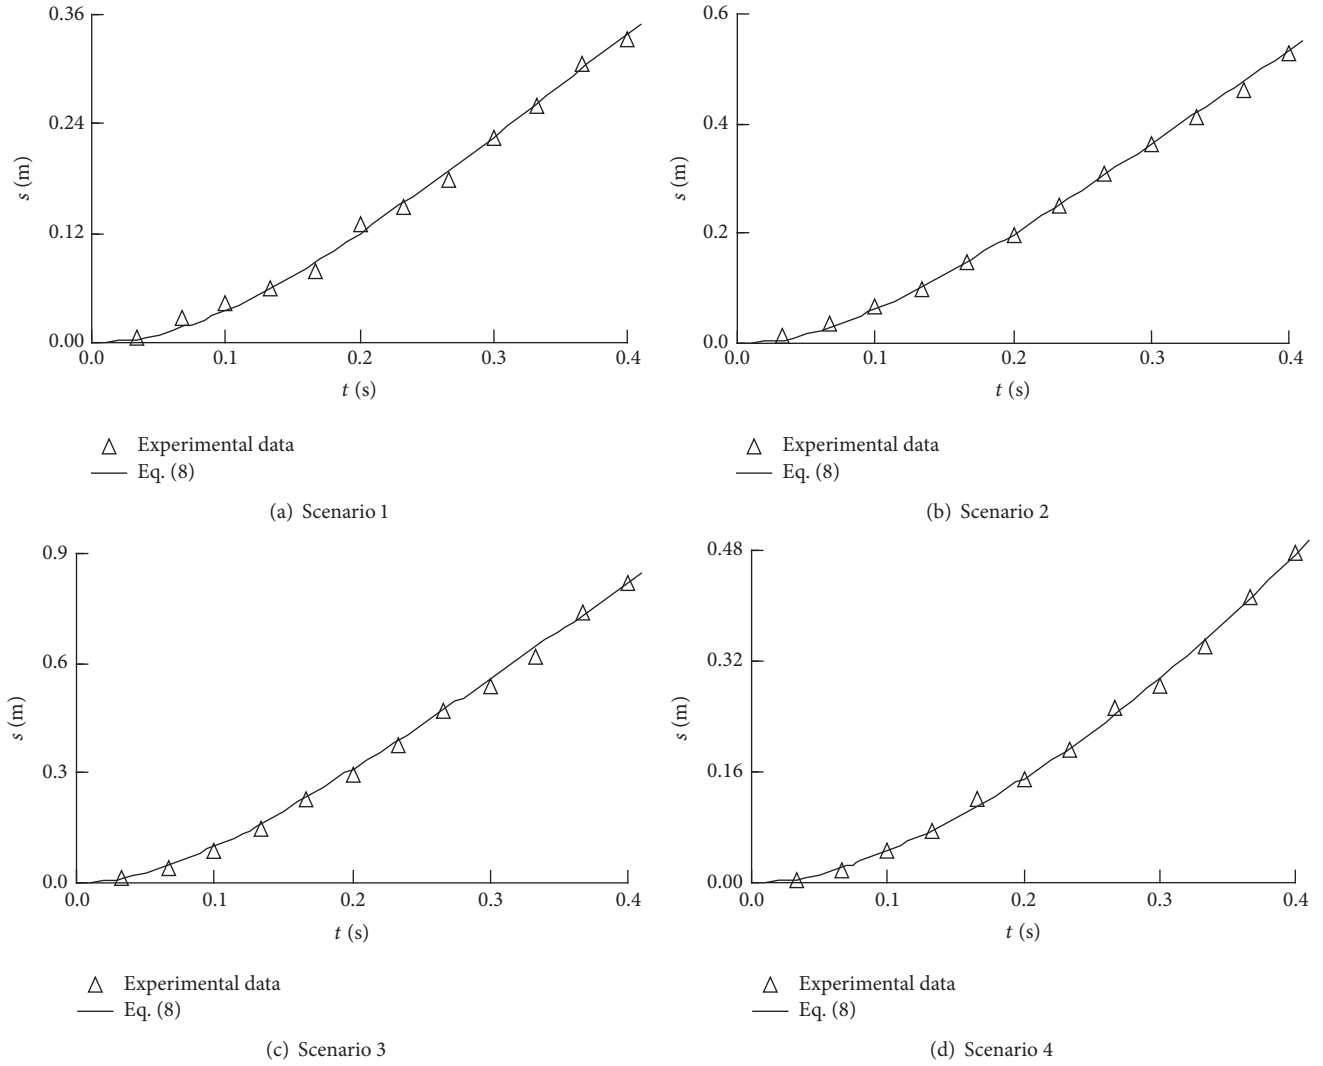 0.36
0.24
0.12
0.00
s (m)
0.0 0.1 0.2 0.3 0.4
t (s)
Experimental data
Eq. (8)
(a) Scenario 1
0.6
0.4
0.2
0.0
s (m)
0.0 0.1 0.2 0.3 0.4
t (s)
Experimental data
Eq. (8)
(b) Scenario 2
0.9
0.6
0.3
0.0
s (m)
0.0 0.1 0.2 0.3 0.4
t (s)
Experimental data
Eq. (8)
(c) Scenario 3
0.48
0.32
0.16
0.00
s (m)
0.0 0.1 0.2 0.3 0.4
t (s)
Experimental data
Eq. (8)
(d) Scenario 4